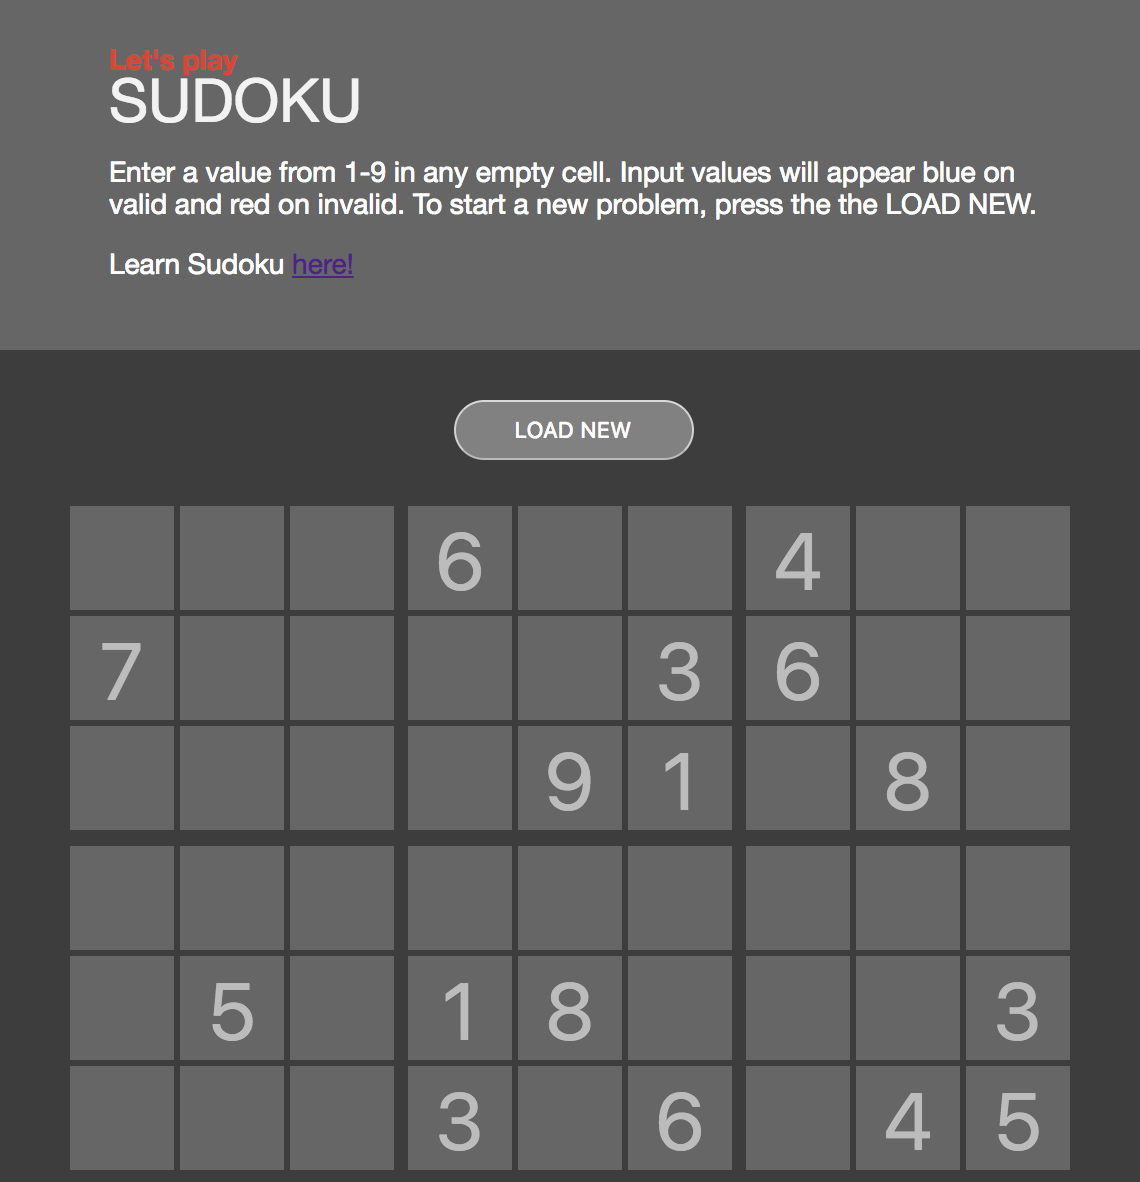 Let's play
SUDOKU
Enter a value from 1-9 in any empty cell. Input values will appear blue on
valid and red on invalid. To start a new problem, press the the LOAD NEW.
Learn Sudoku here!
LOAD NEW
6 4
7 3 6
9 1 8
5 1 8 3
3 6 4 5